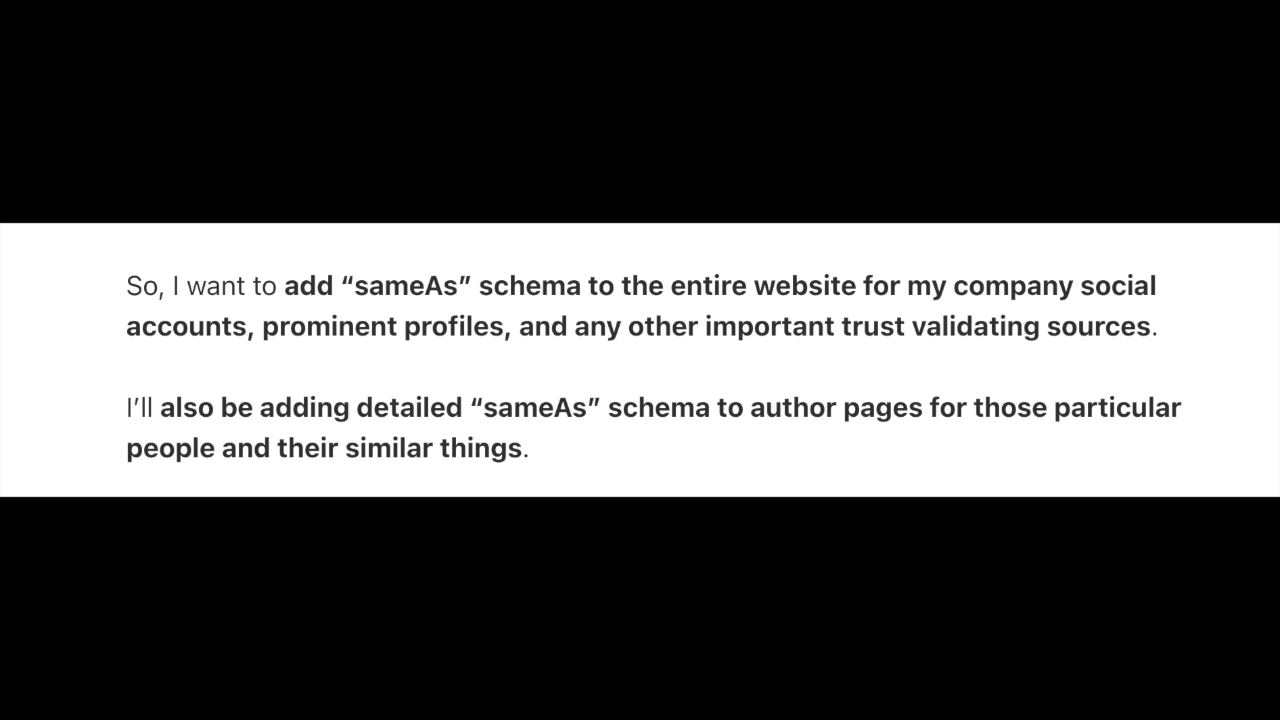 So, I want to add “sameAs” schema to the entire website for my company social
accounts, prominent profiles, and any other important trust validating sources.
I’ll also be adding detailed “sameAs” schema to author pages for those particular
people and their similar things.